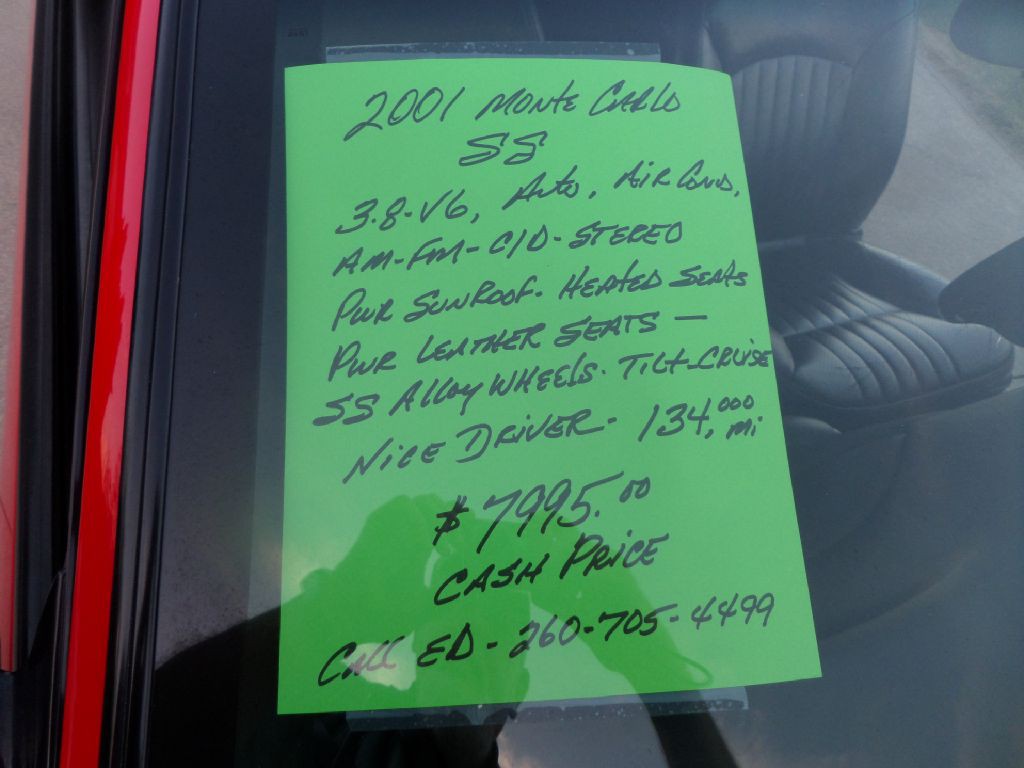 2001 Monte Carlo
SS
3.8-V6, Auto, Air Cond,
AM-FM-C/D-STEREO
PWR SUNROOF- HEATED SEATS
PWR LEATHER SEATS —
SS Alloy WHEELS. TILT-CRUISE
NICE DRIVER- 134,000 mi
$7995.00
CASH PRICE
Call ED-260-705-4499